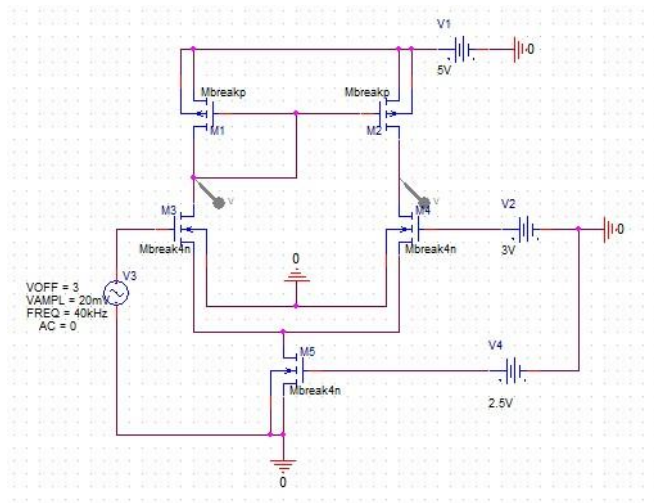 V1
0
5V
Mbreakp
Mbreakp
M1
M2
V
V
M3
M4
V2
0
Mbreak4n
Mbreak4n
3V
0
V3
VOFF = 3
VAMPL = 20mV
FREQ = 40kHz
AC = 0
M5
V4
Mbreak4n
2.5V
0